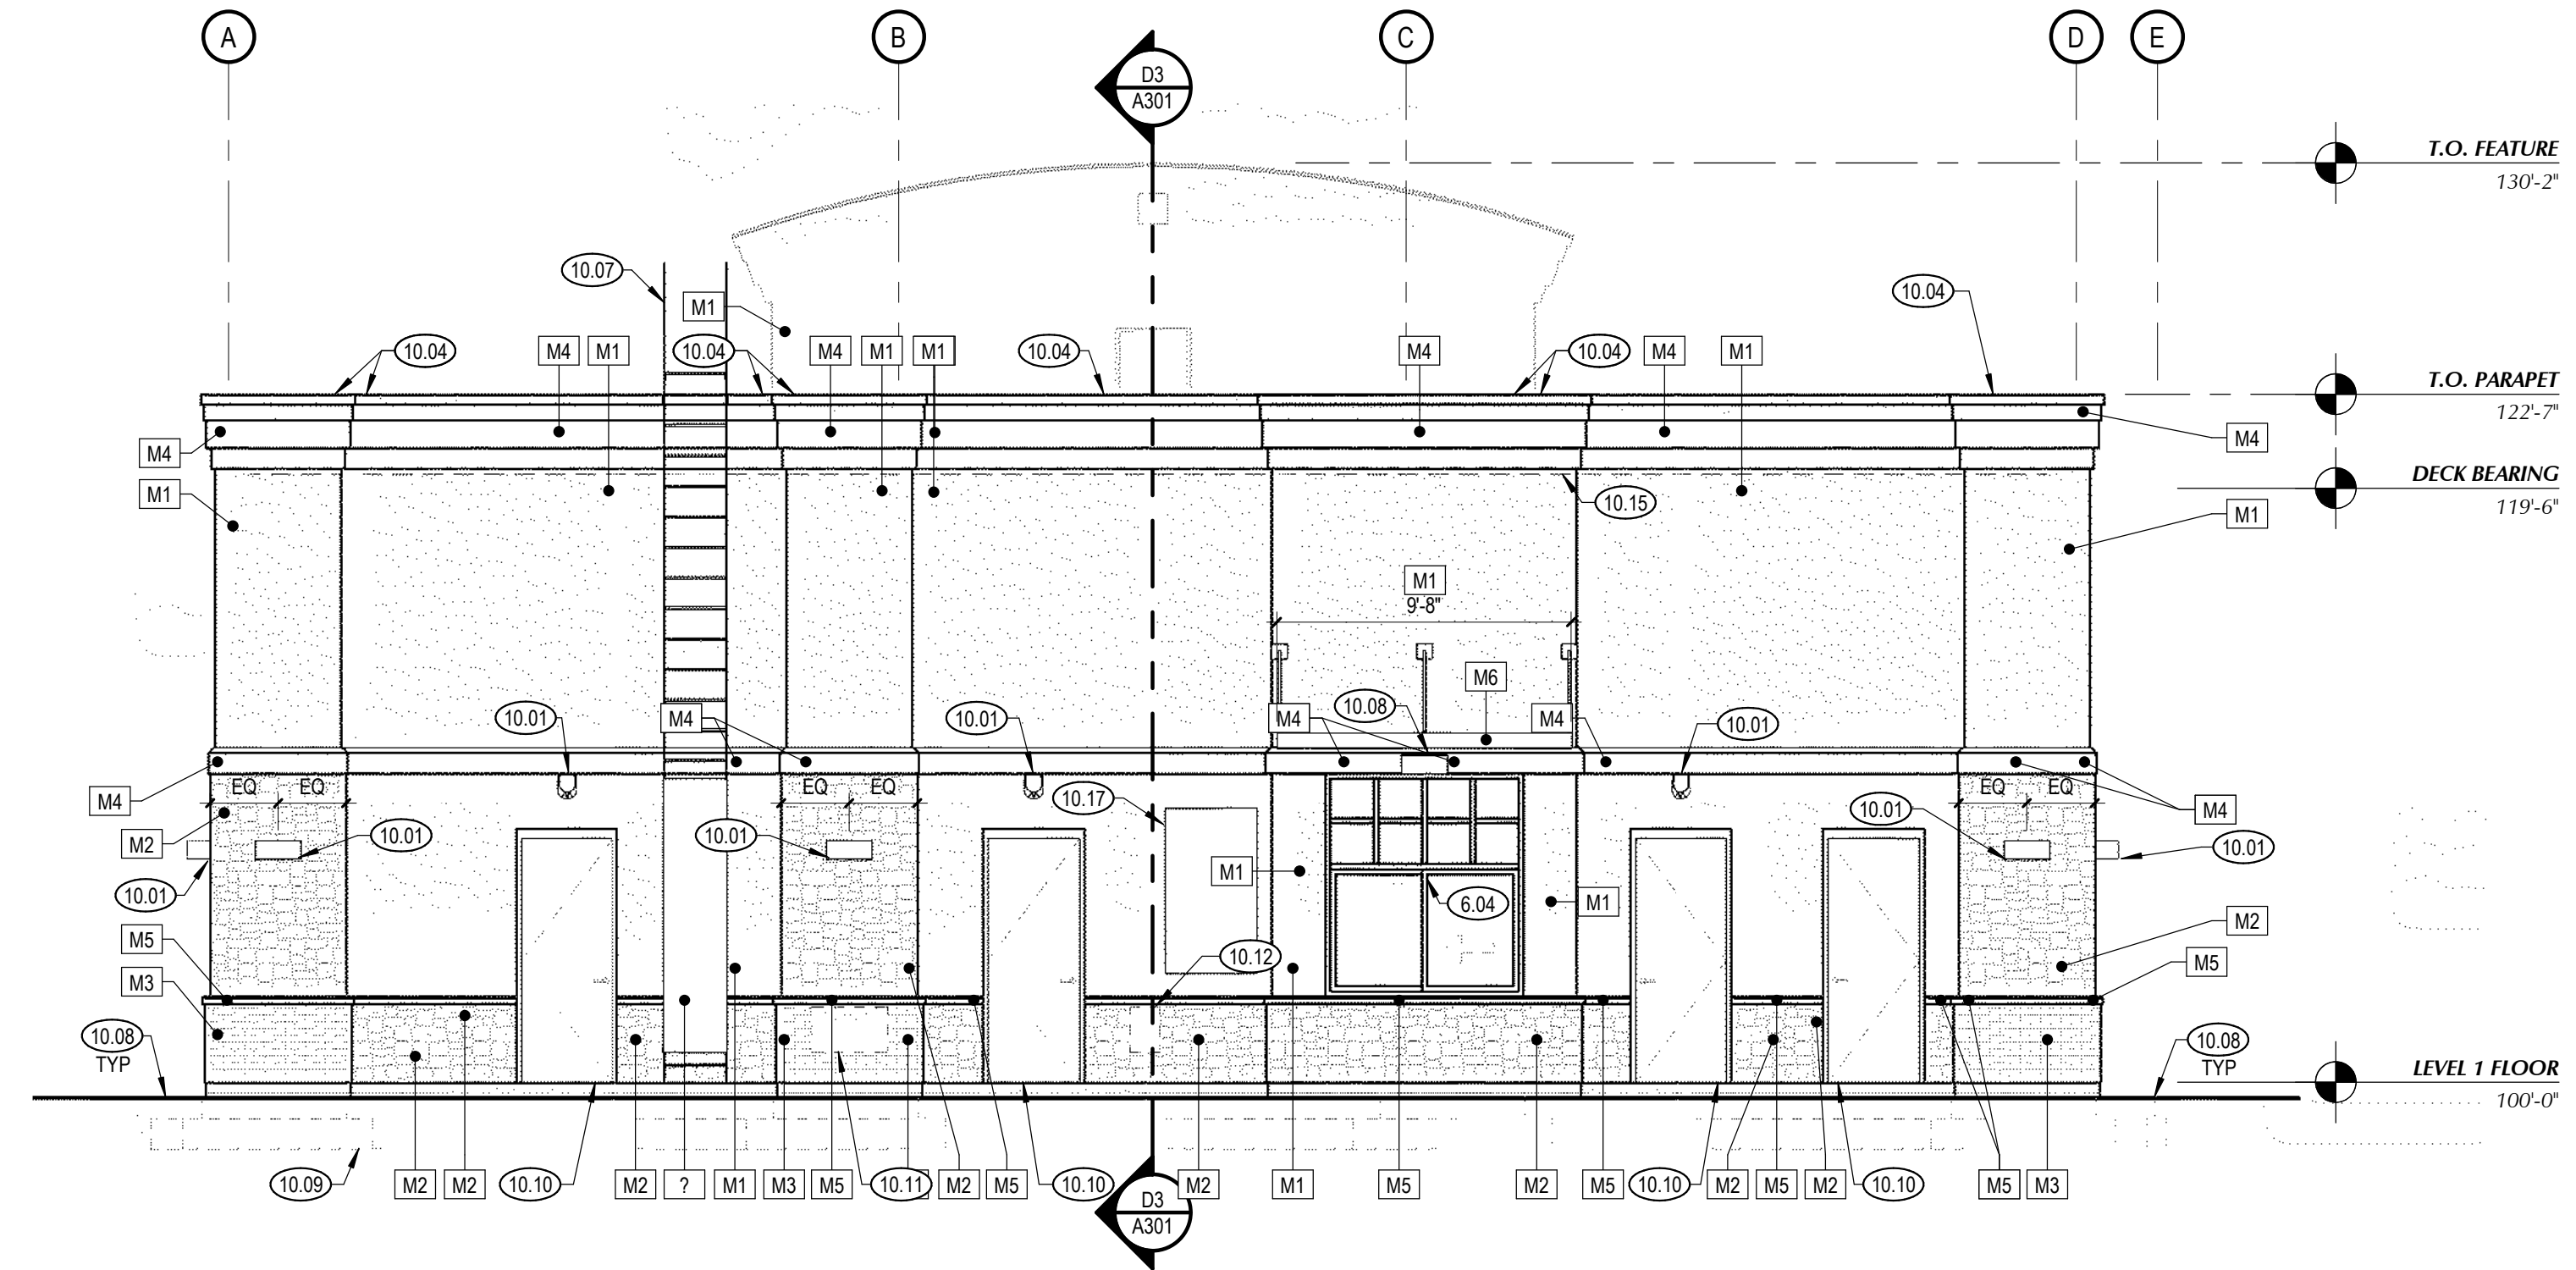 A B C D E
D3
A301
T.O. FEATURE
130'-2"
10.07
10.04
M1
10.04 M4 M1 10.04 M4 M1 M1 10.04 M4 10.04 M4 M1
T.O. PARAPET
122'-7"
M4
M4
DECK BEARING
119'-6"
M1
10.15
M1
M1
9'-8"
M6
10.01 M4 10.01 M4 10.08 M4 10.01
EQ EQ EQ EQ EQ EQ
M4
10.17
10.01
M4
M2 10.01 10.01
10.01
M1
10.01
6.04
M1
M2
M5
10.12
M5
M3
10.08
TYP
10.08
TYP
LEVEL 1 FLOOR
100'-0"
10.09 M2 M2 10.10 M2 ? M1 M3 M5 10.11 M2 M5 10.10 M2 M1 M5 M2 M5 10.10 M2 M5 M2 10.10 M5 M3
D3
A301